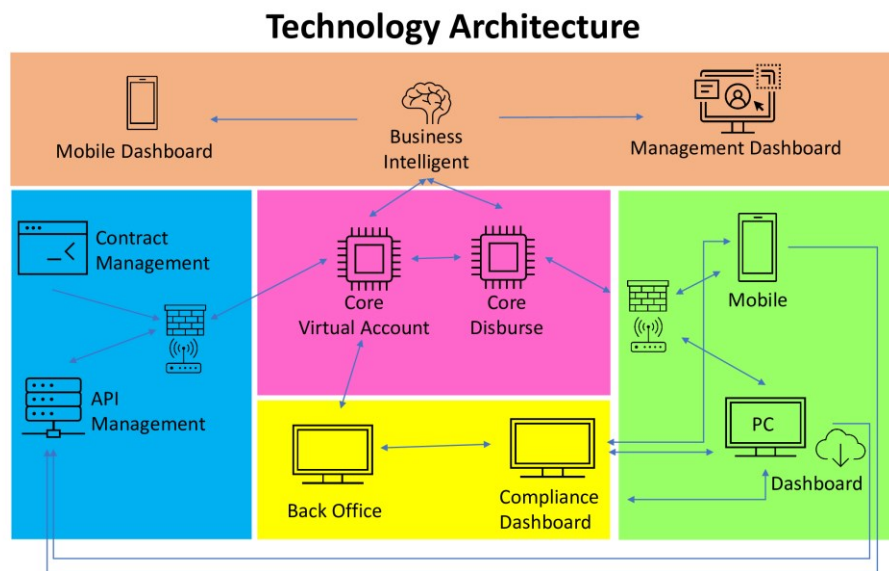 Technology Architecture
Mobile Dashboard
Business
Intelligent
Management Dashboard
Contract
Management
Core
Virtual Account
Core
Disburse
Mobile
API
Management
PC
Dashboard
Back Office
Compliance
Dashboard